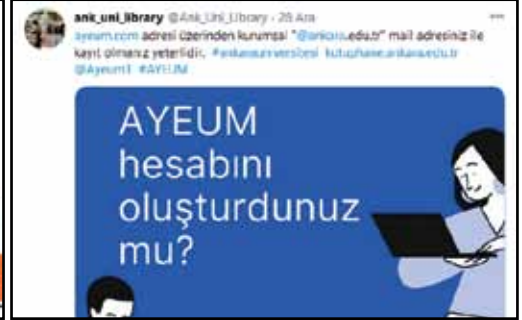 ank_uni_library @Ank_Uni_Library · 28 Ara
ayeum.com adresi üzerinden kurumsal "@ankara.edu.tr" mail adresiniz ile
kayıt olmanız yeterlidir. #ankarauniversitesi kutuphane.ankara.edu.tr
@Ayeum1 #AYEUM
AYEUM
hesabını
oluşturdunuz
mu?